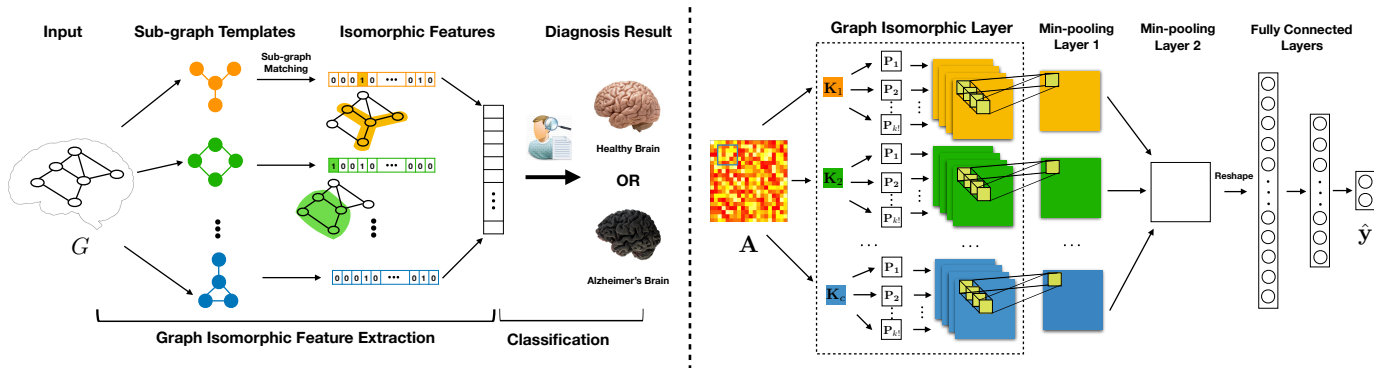 Input
Sub-graph Templates
Isomorphic Features
Diagnosis Result
Sub-graph
Matching
0 0 0 1 0 ••• 0 1 0
1 0 0 1 0 ••• 0 0 0
0 0 0 1 0 ••• 0 1 0
G
Healthy Brain
OR
Alzheimer's Brain
Graph Isomorphic Feature Extraction
Classification
Graph Isomorphic Layer
Min-pooling
Layer 1
Min-pooling
Layer 2
Fully Connected
Layers
A
K₁
P₁
P₂
Pₖ!
K₂
P₁
P₂
Pₖ!
K_c
P₁
P₂
Pₖ!
Reshape
ŷ